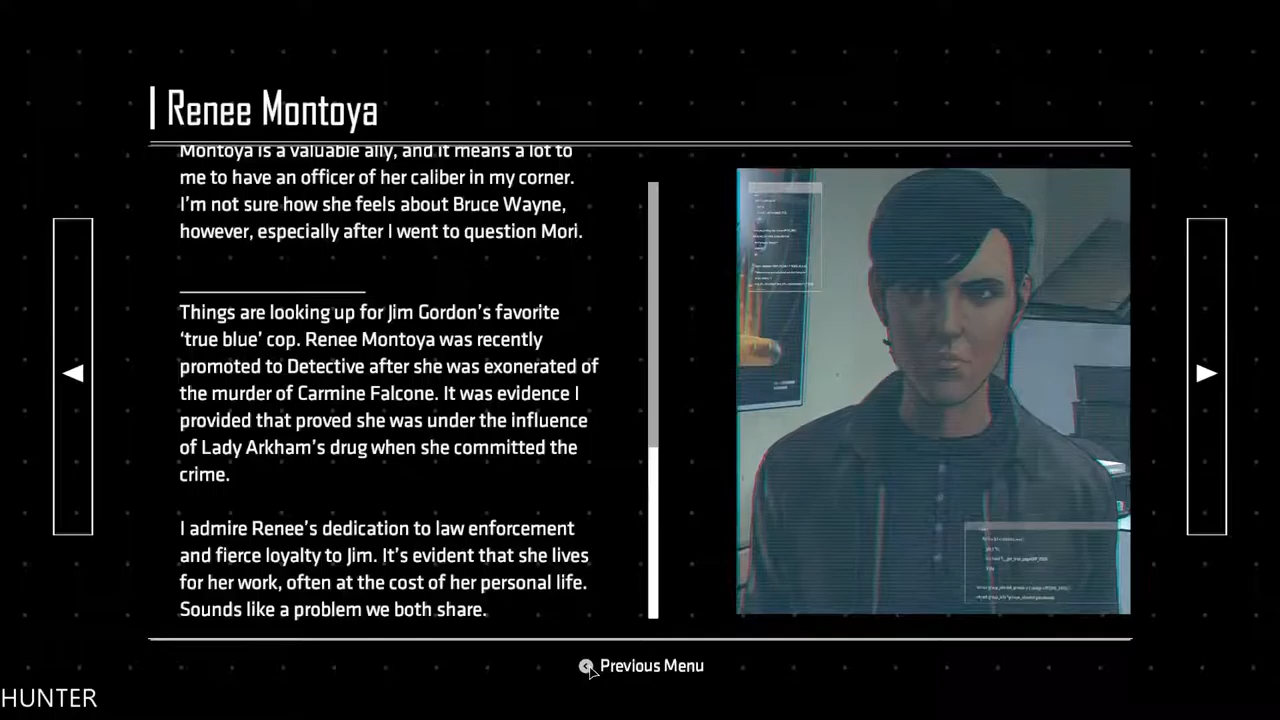 Renee Montoya
Montoya is a valuable ally, and it means a lot to
me to have an officer of her caliber in my corner.
I'm not sure how she feels about Bruce Wayne,
however, especially after I went to question Mori.
Things are looking up for Jim Gordon's favorite
'true blue' cop. Renee Montoya was recently
promoted to Detective after she was exonerated of
the murder of Carmine Falcone. It was evidence I
provided that proved she was under the influence
of Lady Arkham's drug when she committed the
crime.
I admire Renee's dedication to law enforcement
and fierce loyalty to Jim. It's evident that she lives
for her work, often at the cost of her personal life.
Sounds like a problem we both share.
Previous Menu
HUNTER